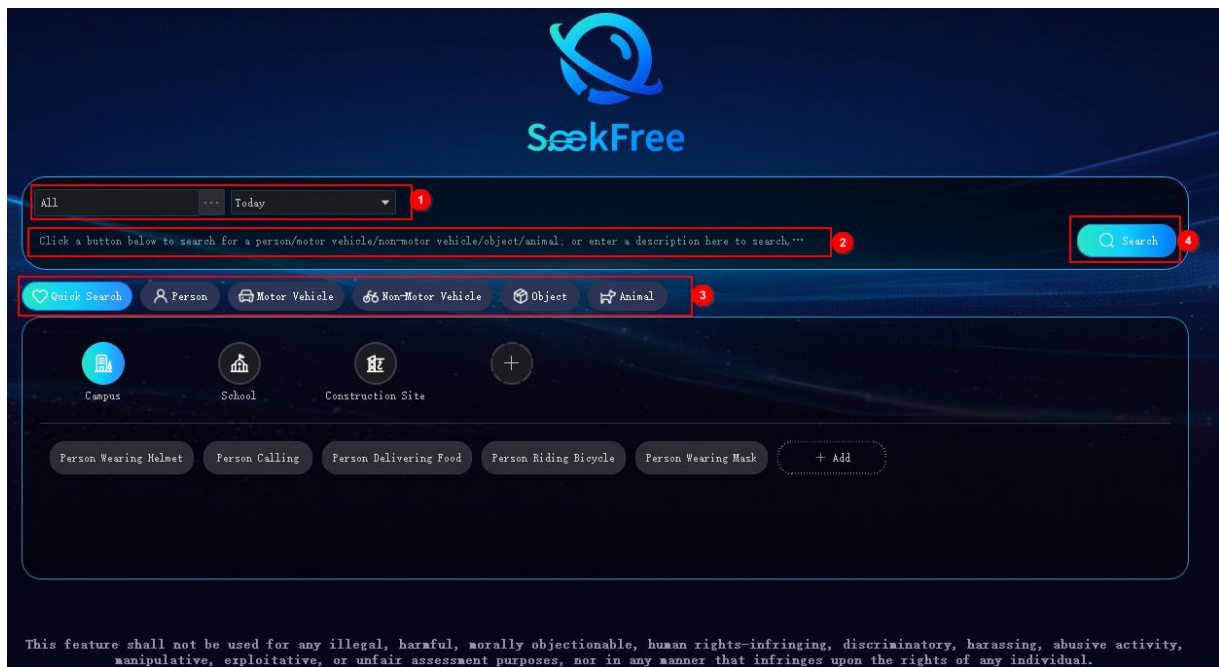 SeekFree
All ... Today
1
Click a button below to search for a person/motor vehicle/non-motor vehicle/object/animal; or enter a description here to search,...
2
Search
4
Quick Search Person Motor Vehicle Non-Motor Vehicle Object Animal
3
Campus School Construction Site
Person Wearing Helmet Person Calling Person Delivering Food Person Riding Bicycle Person Wearing Mask + Add
This feature shall not be used for any illegal, harmful, morally objectionable, human rights-infringing, discriminatory, harassing, abusive activity,
manipulative, exploitative, or unfair assessment purposes, nor in any manner that infringes upon the rights of any individual.